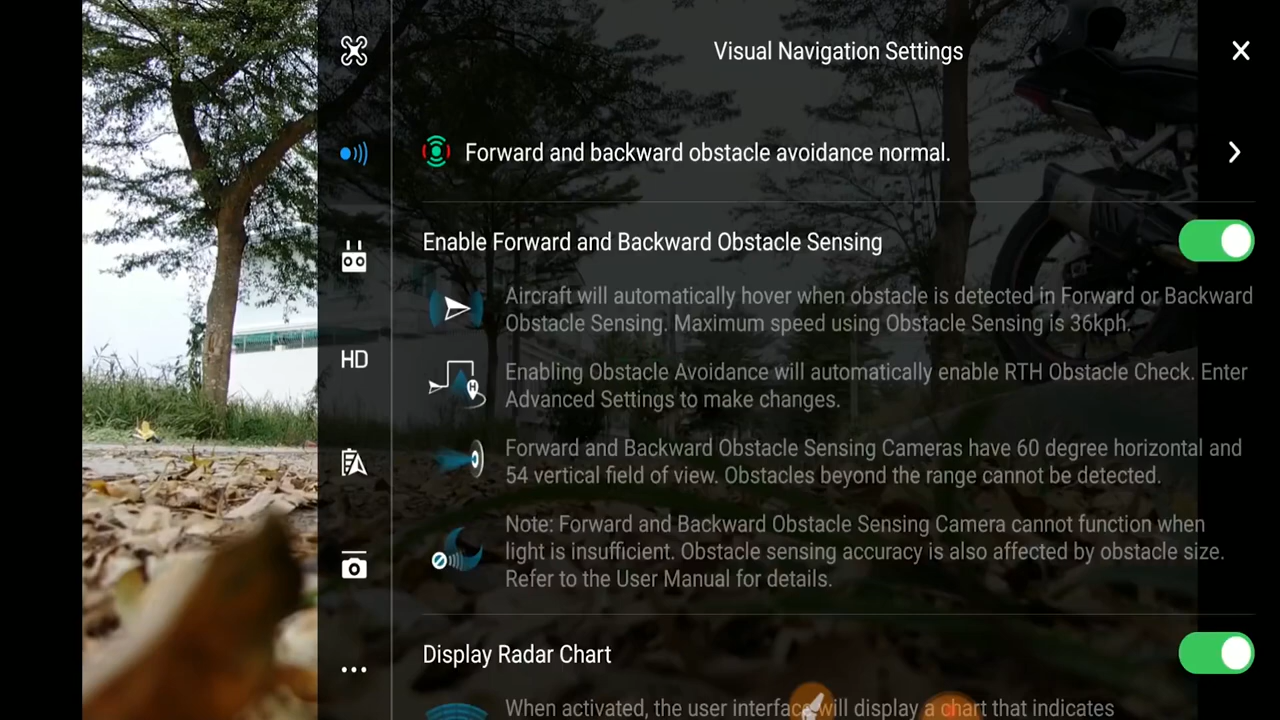 Visual Navigation Settings
Forward and backward obstacle avoidance normal.
Enable Forward and Backward Obstacle Sensing
Aircraft will automatically hover when obstacle is detected in Forward or Backward
Obstacle Sensing. Maximum speed using Obstacle Sensing is 36kph.
Enabling Obstacle Avoidance will automatically enable RTH Obstacle Check. Enter
Advanced Settings to make changes.
HD
H
Forward and Backward Obstacle Sensing Cameras have 60 degree horizontal and
54 vertical field of view. Obstacles beyond the range cannot be detected.
Note: Forward and Backward Obstacle Sensing Camera cannot function when
light is insufficient. Obstacle sensing accuracy is also affected by obstacle size.
Refer to the User Manual for details.
Display Radar Chart
When activated, the user interface will display a chart that indicates